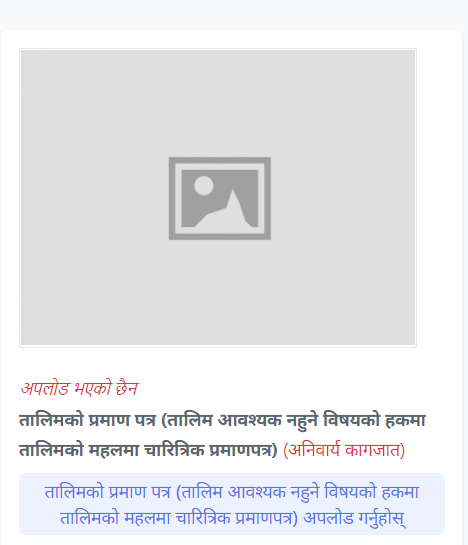 अपलोड भएको छैन
तालिमको प्रमाण पत्र (तालिम आवश्यक नहुने विषयको हकमा
तालिमको महलमा चारित्रिक प्रमाणपत्र) (अनिवार्य कागजात)
तालिमको प्रमाण पत्र (तालिम आवश्यक नहुने विषयको हकमा
तालिमको महलमा चारित्रिक प्रमाणपत्र) अपलोड गर्नुहोस्